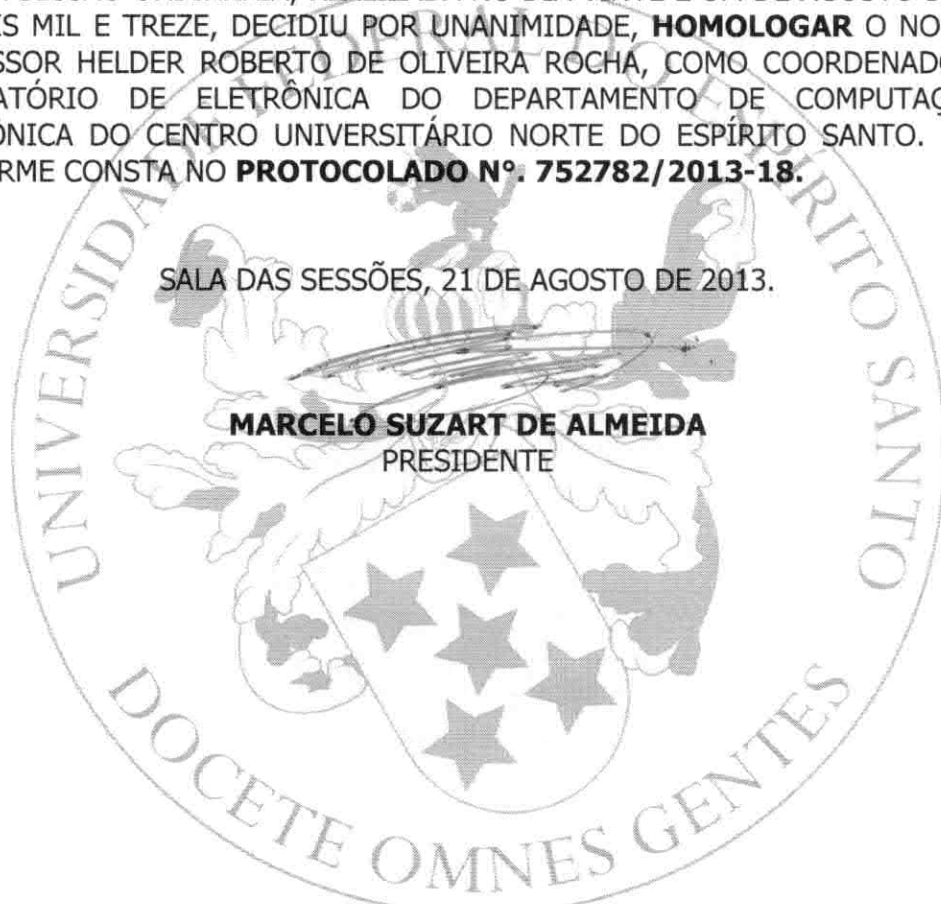 IS MIL E TREZE, DECIDIU POR UNANIMIDADE, HOMOLOGAR O NO
SSOR HELDER ROBERTO DE OLIVEIRA ROCHA, COMO COORDENADO
ATÓRIO DE ELETRÔNICA DO DEPARTAMENTO DE COMPUTAÇ
ÔNICA DO CENTRO UNIVERSITÁRIO NORTE DO ESPÍRITO SANTO.
RME CONSTA NO PROTOCOLADO Nº. 752782/2013-18.
SALA DAS SESSÕES, 21 DE AGOSTO DE 2013.
MARCELO SUZART DE ALMEIDA
PRESIDENTE
UNIVERSIDADE FEDERAL DO ESPÍRITO SANTO
DOCETE OMNES GENTES